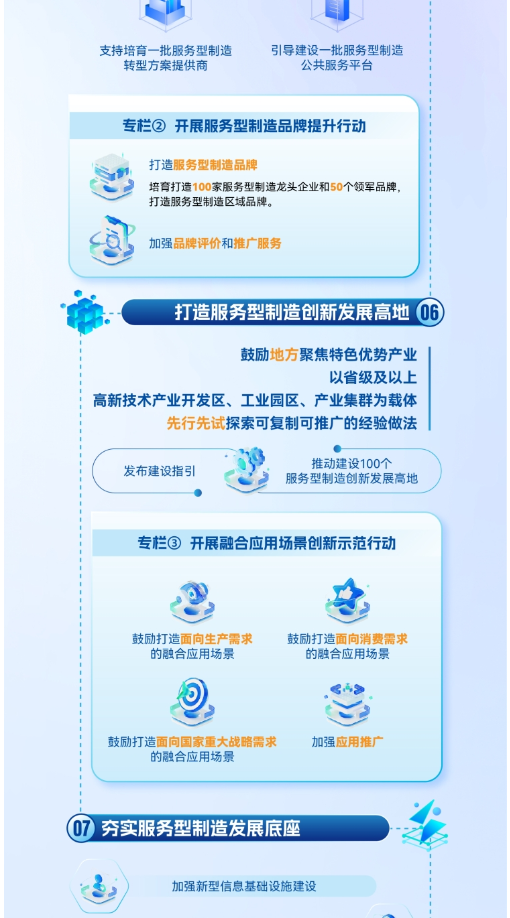 支持培育一批服务型制造
转型方案提供商
引导建设一批服务型制造
公共服务平台
专栏② 开展服务型制造品牌提升行动
打造服务型制造品牌
培育打造100家服务型制造龙头企业和50个领军品牌,
打造服务型制造区域品牌。
加强品牌评价和推广服务
打造服务型制造创新发展高地 06
鼓励地方聚焦特色优势产业
以省级及以上
高新技术产业开发区、工业园区、产业集群为载体
先行先试探索可复制可推广的经验做法
发布建设指引
推动建设100个
服务型制造创新发展高地
专栏③ 开展融合应用场景创新示范行动
鼓励打造面向生产需求
的融合应用场景
鼓励打造面向消费需求
的融合应用场景
鼓励打造面向国家重大战略需求
的融合应用场景
加强应用推广
07 夯实服务型制造发展底座
加强新型信息基础设施建设